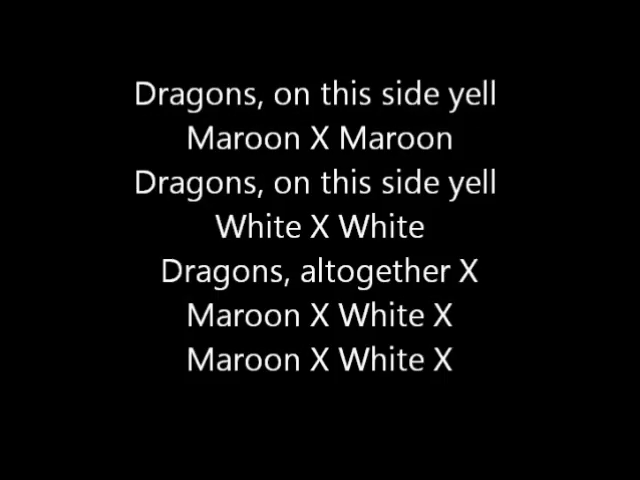 Dragons, on this side yell
Maroon X Maroon
Dragons, on this side yell
White X White
Dragons, altogether X
Maroon X White X
Maroon X White X